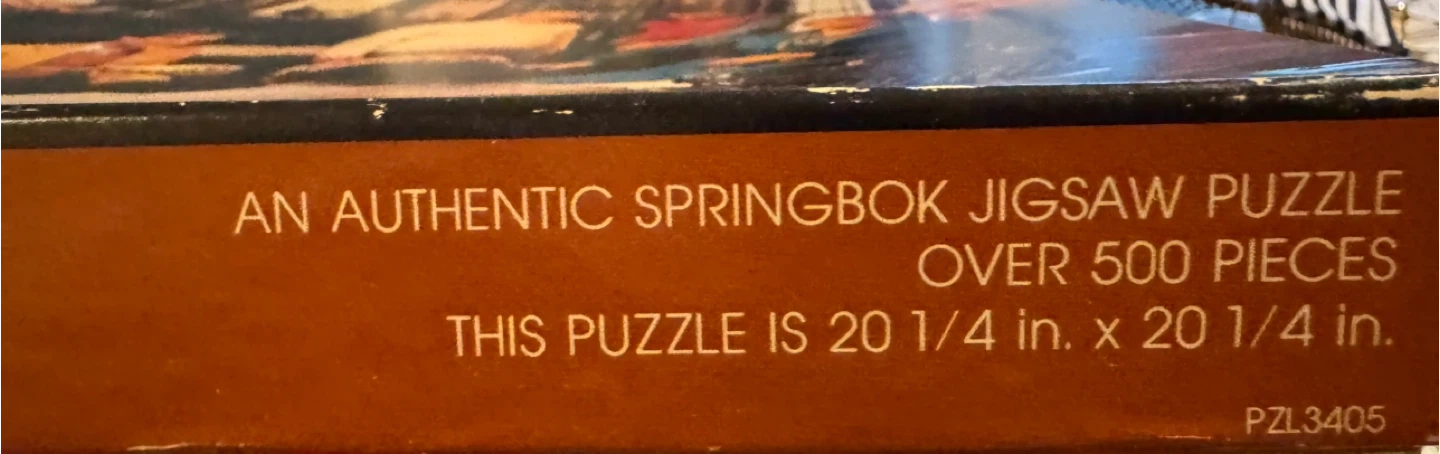 AN AUTHENTIC SPRINGBOK JIGSAW PUZZLE
OVER 500 PIECES
THIS PUZZLE IS 20 1/4 in. x 20 1/4 in.
PZL3405